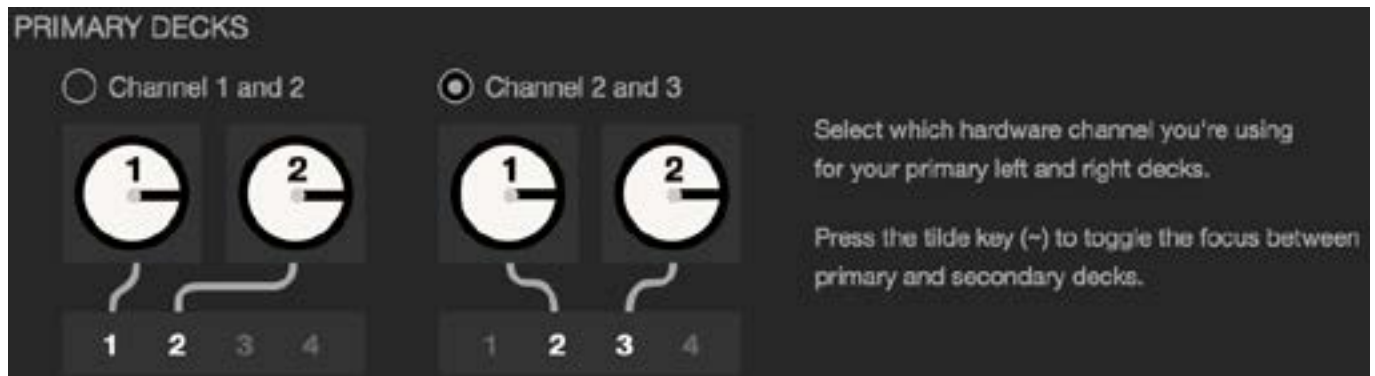 PRIMARY DECKS
Channel 1 and 2
Channel 2 and 3
1 2
1 2
1 2 3 4
1 2 3 4
Select which hardware channel you're using
for your primary left and right decks.
Press the tilde key (~) to toggle the focus between
primary and secondary decks.